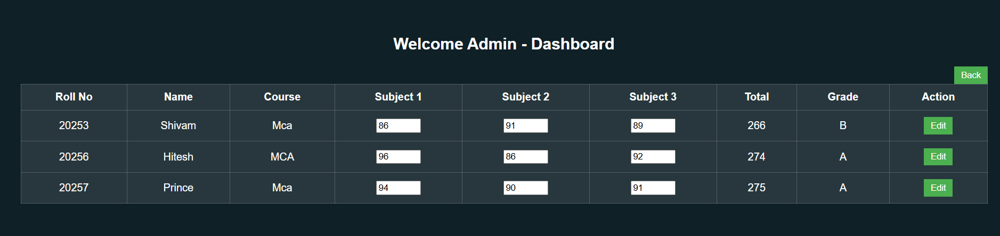 Welcome Admin - Dashboard
Back
Roll No Name Course Subject 1 Subject 2 Subject 3 Total Grade Action
20253 Shivam Mca 86 91 89 266 B Edit
20256 Hitesh MCA 96 86 92 274 A Edit
20257 Prince Mca 94 90 91 275 A Edit